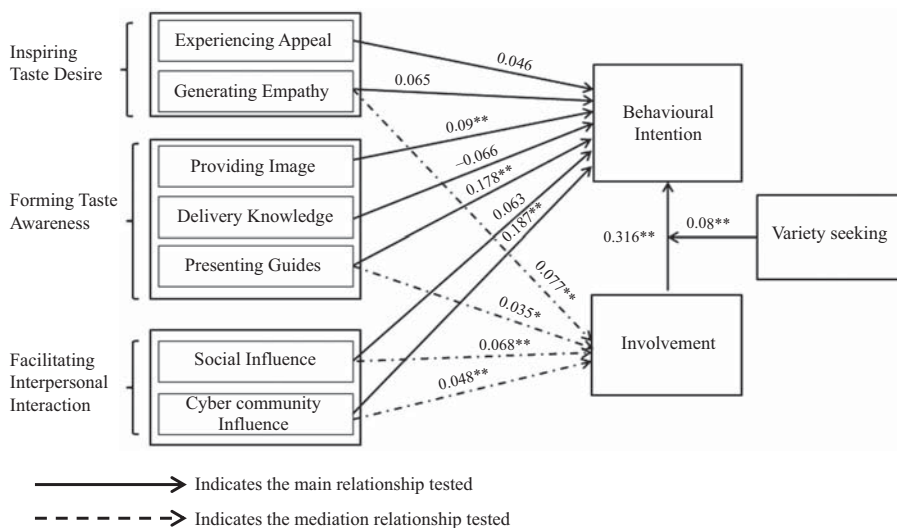 Inspiring
Taste Desire
Experiencing Appeal
Generating Empathy
Forming Taste
Awareness
Providing Image
Delivery Knowledge
Presenting Guides
Facilitating
Interpersonal
Interaction
Social Influence
Cyber community
Influence
0.046
0.065
0.09**
–0.066
0.178**
0.063
0.187**
0.077**
0.035*
0.068**
0.048**
Behavioural
Intention
0.316**
0.08**
Variety seeking
Involvement
Indicates the main relationship tested
Indicates the mediation relationship tested